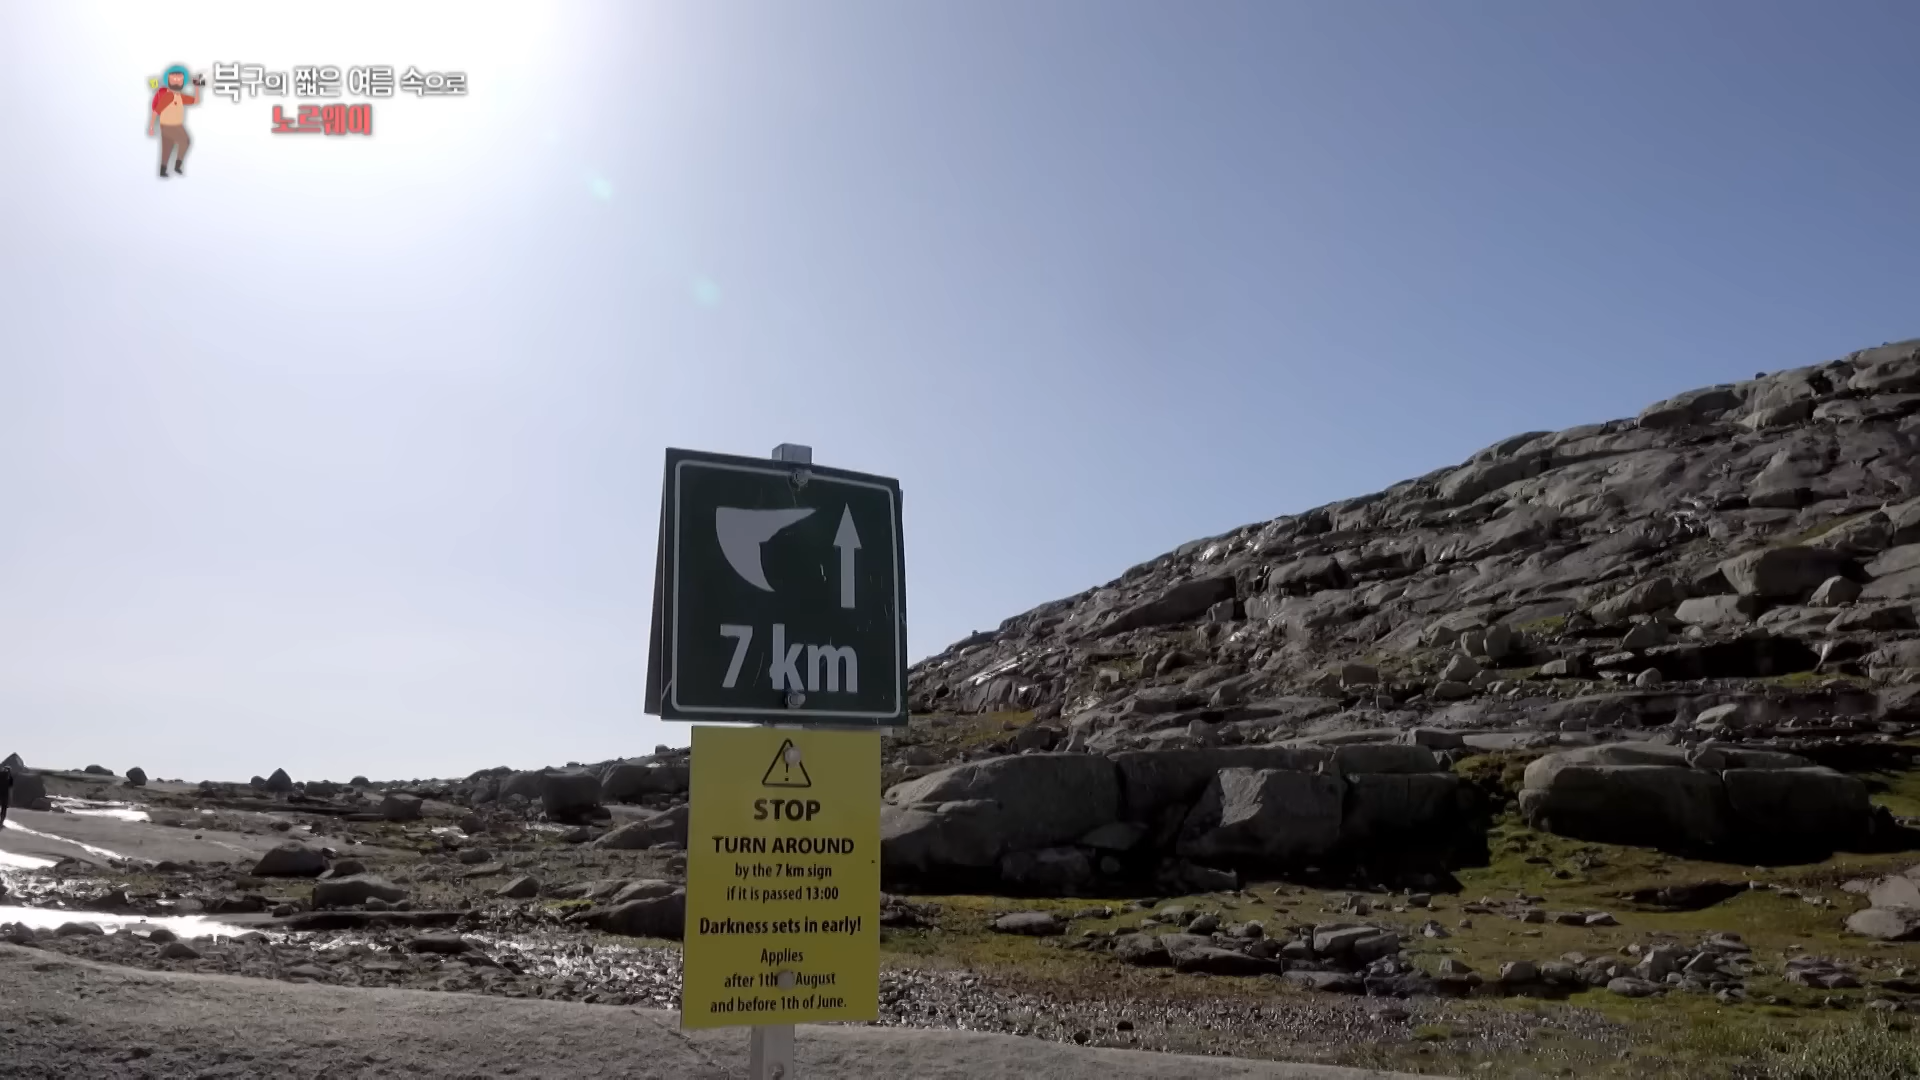 북구의 짧은 여름 속으로
노르웨이
7 km
STOP
TURN AROUND
by the 7 km sign
if it is passed 13:00
Darkness sets in early!
Applies
after 1th August
and before 1th of June.